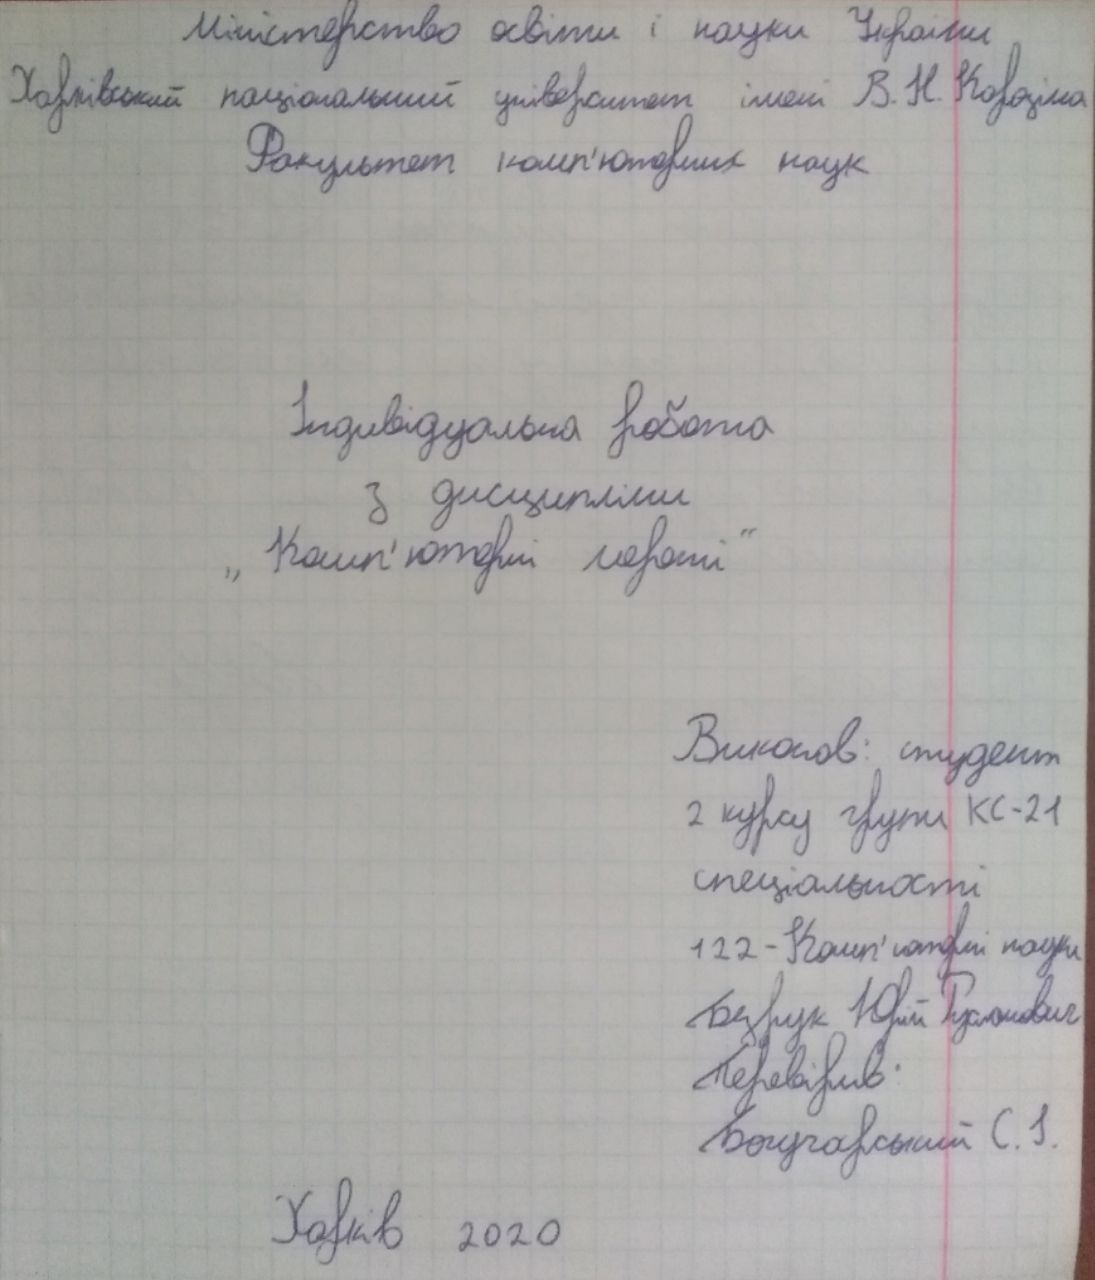 Міністерство освіти і науки України
Харківський національний університет імені В. Н. Каразіна
Факультет комп'ютерних наук
Індивідуальна робота
з дисципліни
„Комп'ютерні мережі"
Виконав: студент
2 курсу групи КС-21
спеціальності
122-Комп'ютерні науки
Безрук Юрій Русланович
Перевірив:
Богучарський С. І.
Харків 2020